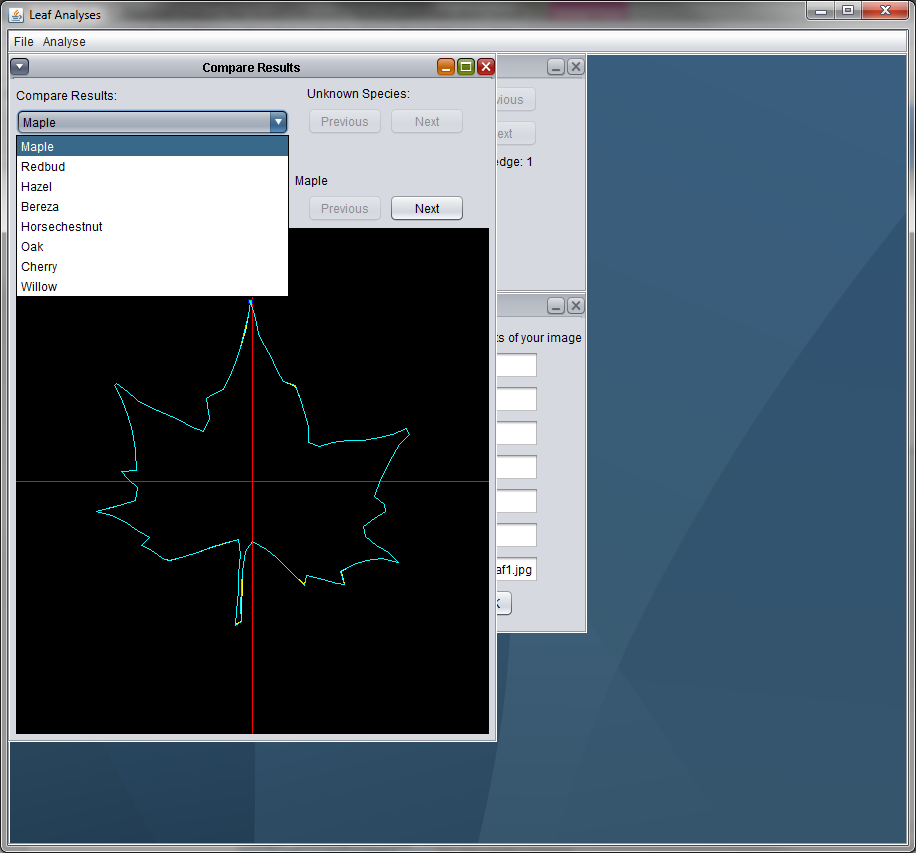 Leaf Analyses
File Analyse
Compare Results
Compare Results:
Unknown Species:
Maple
Previous Next
Maple
Redbud
Hazel
Bereza
Horsechestnut
Oak
Cherry
Willow
Maple
Previous Next
ious
ext
edge: 1
ts of your image
af1.jpg